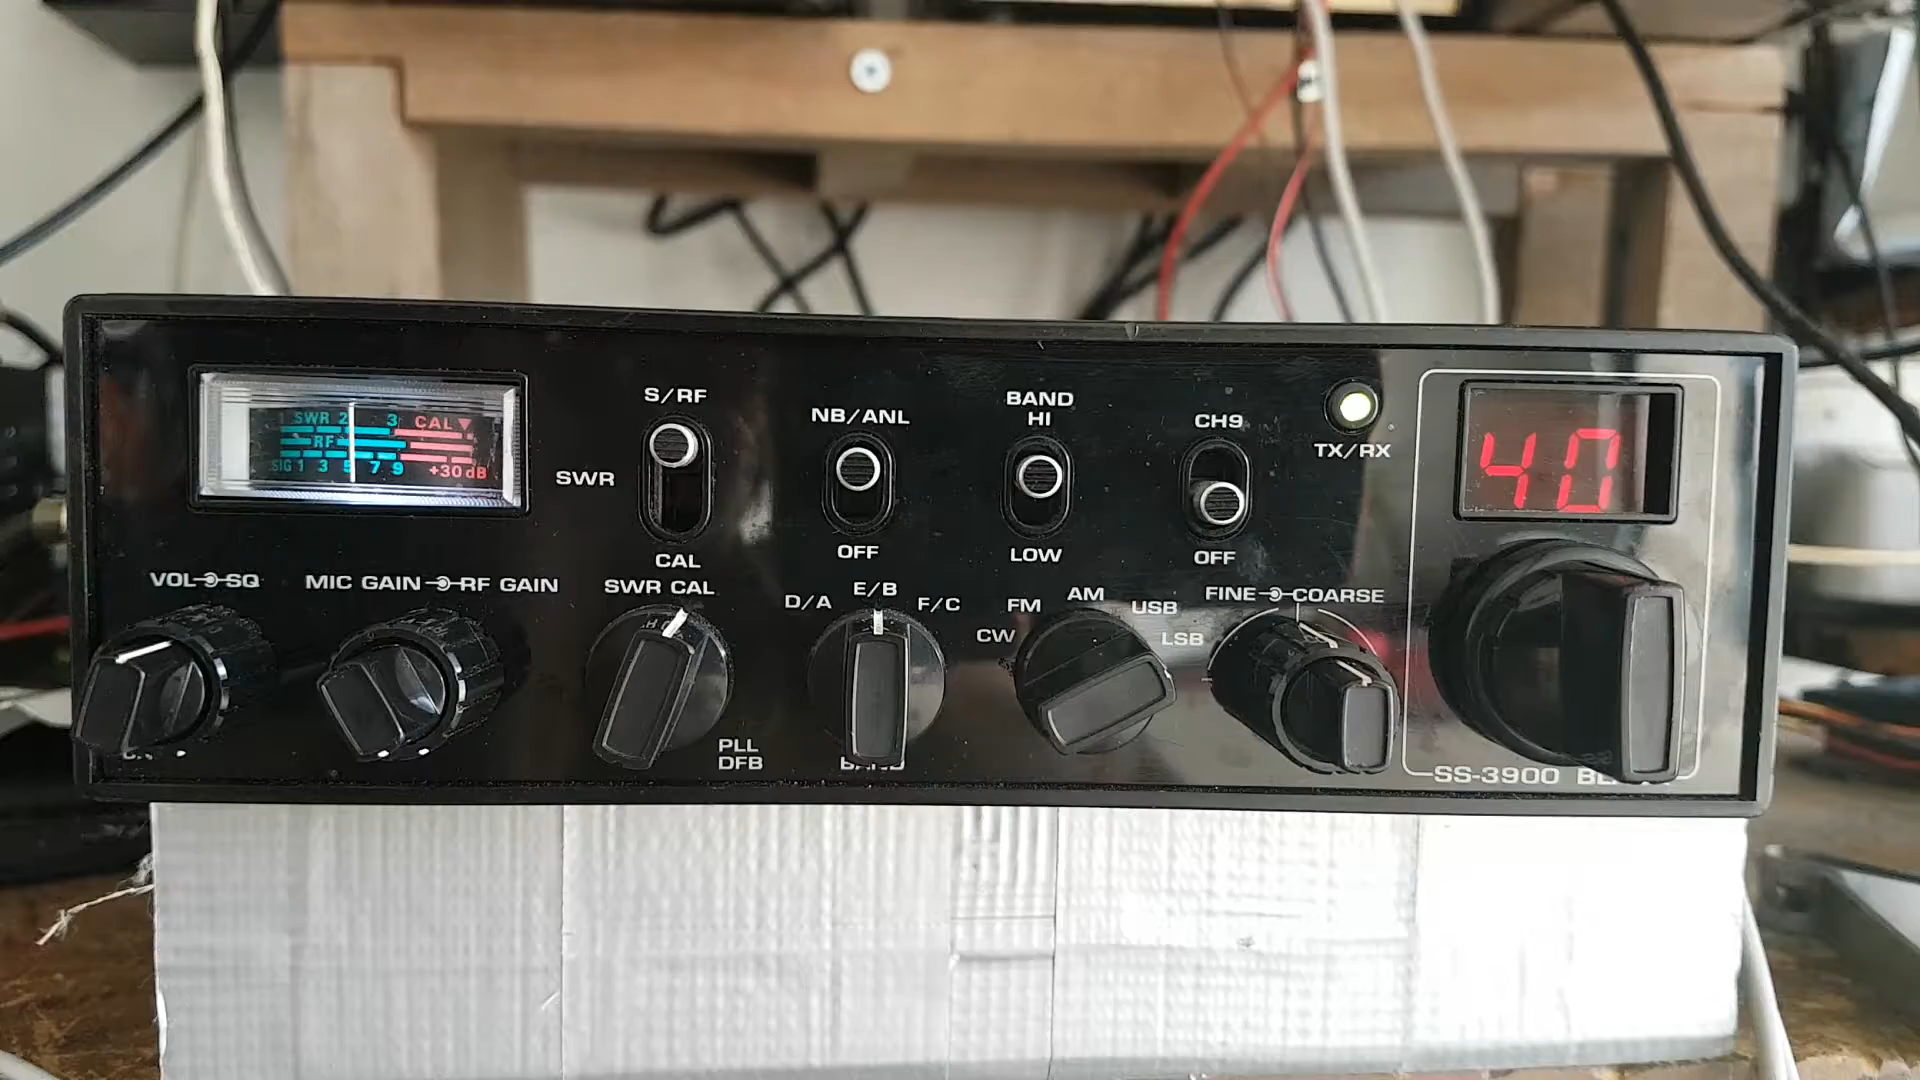 S/RF
NB/ANL
BAND
HI
CH9
TX/RX
40
SWR 2 3 CAL▼
RF
SIG 1 3 5 7 9 +30 dB
SWR
CAL
OFF
LOW
OFF
VOL SQ
MIC GAIN RF GAIN
SWR CAL
D/A E/B F/C
CW FM AM USB LSB
FINE COARSE
PLL
DFB
SS-3900